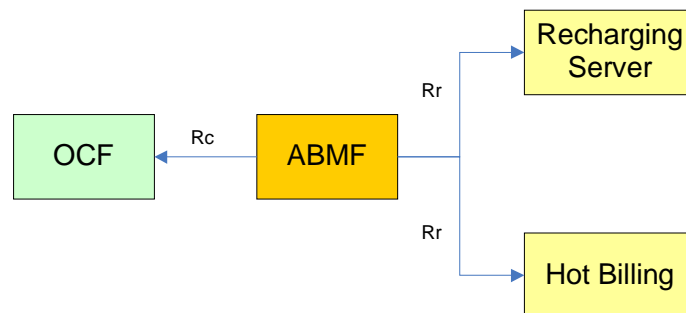 Recharging
Server
Rr
Rc
OCF
ABMF
Rr
Hot Billing